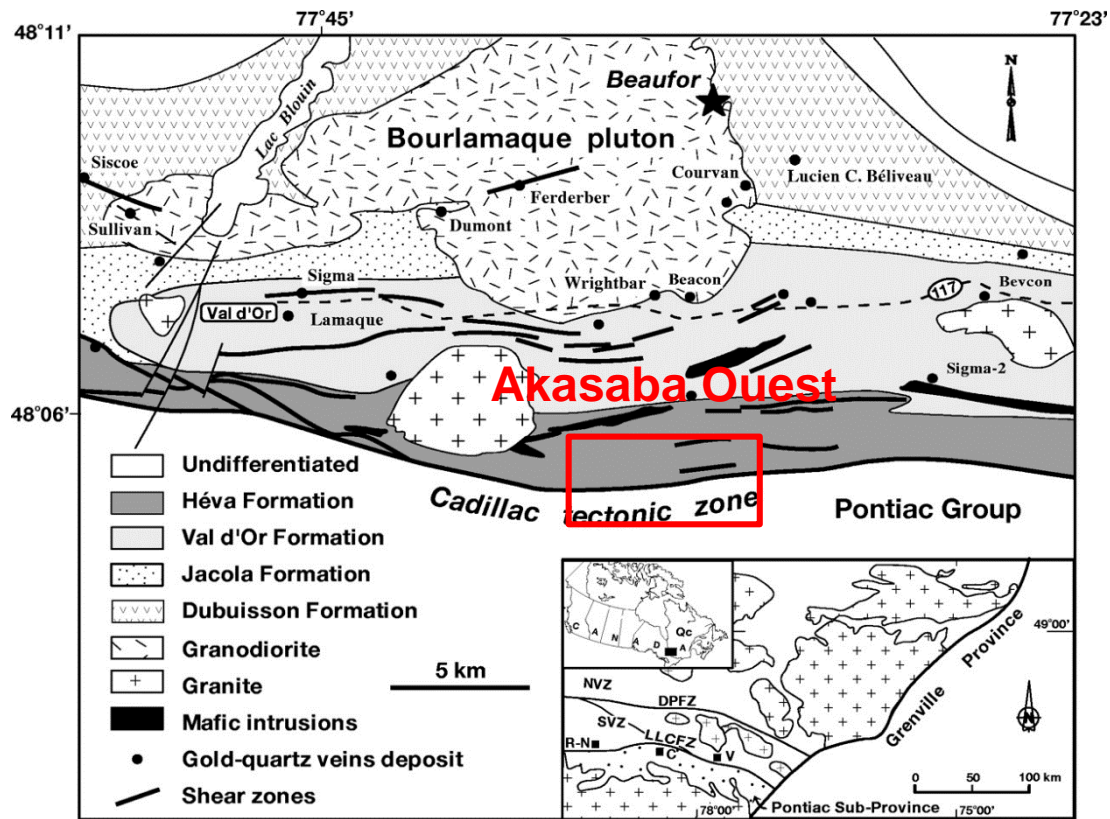 77°45'
77°23'
48°11'
Beaufor
N
Lac Blouin
Bourlamaque pluton
Siscoe
Courvan
Lucien C. Béliveau
Ferderber
Sullivan
Dumont
Sigma
Wrightbar
Beacon
117
Bevcon
Val d'Or
Lamaque
Sigma-2
Akasaba Ouest
48°06'
Undifferentiated
Héva Formation
Cadillac tectonic zone
Pontiac Group
Val d'Or Formation
Jacola Formation
Dubuisson Formation
Granodiorite
Granite
5 km
Mafic intrusions
Gold-quartz veins deposit
Shear zones
C A N A D A
Qc
49°00'
Grenville Province
NVZ
DPFZ
N
SVZ
LLCFZ
R-N
C
V
0 50 100 km
Pontiac Sub-Province
78°00'
75°00'